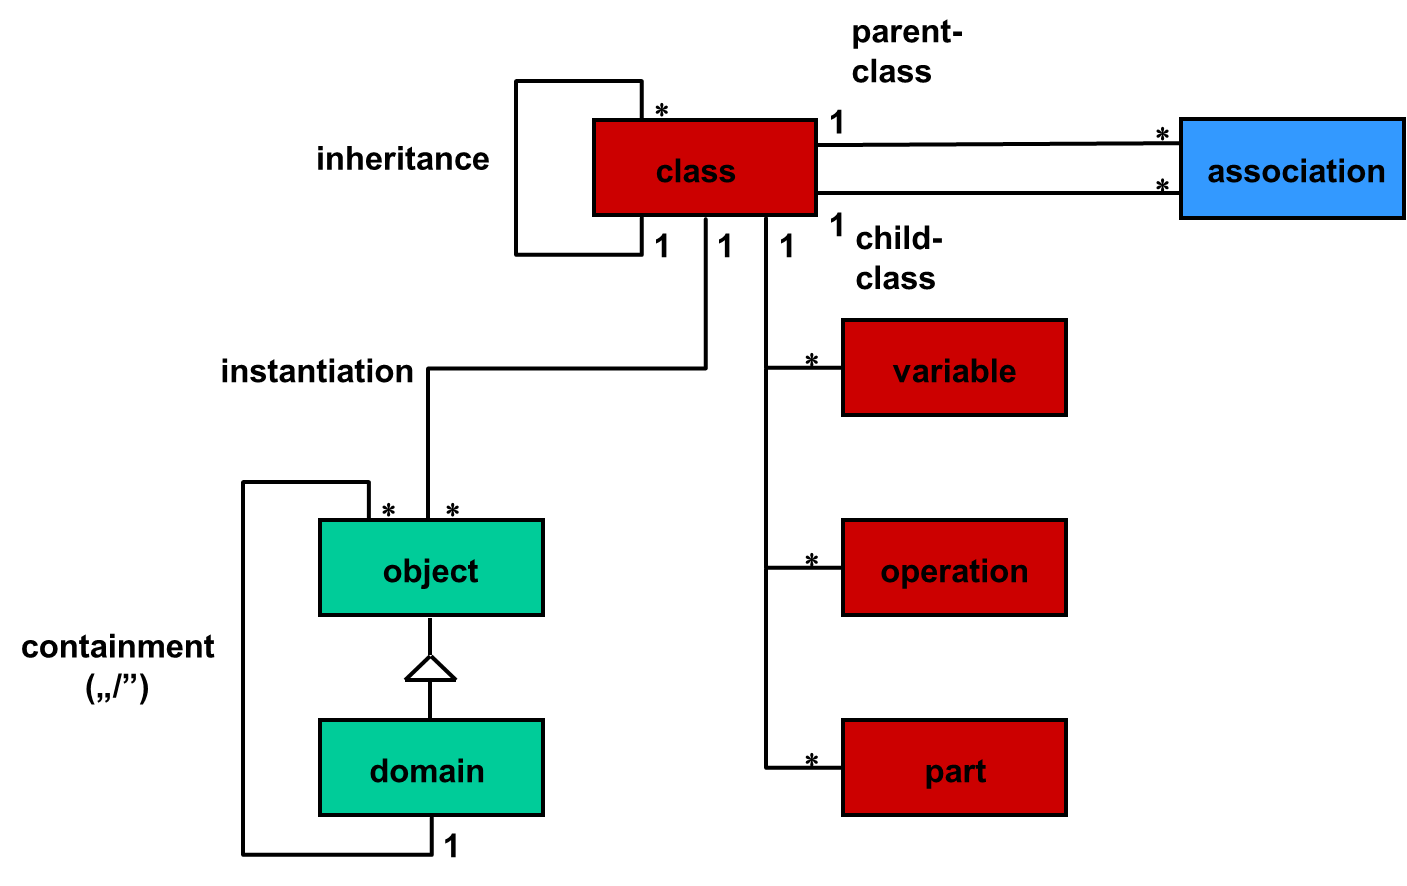 parent-
class
*
1
*
inheritance
class
association
*
1
1
1
1
child-
class
*
variable
instantiation
*
*
*
object
operation
containment
(„/”)
*
domain
part
1